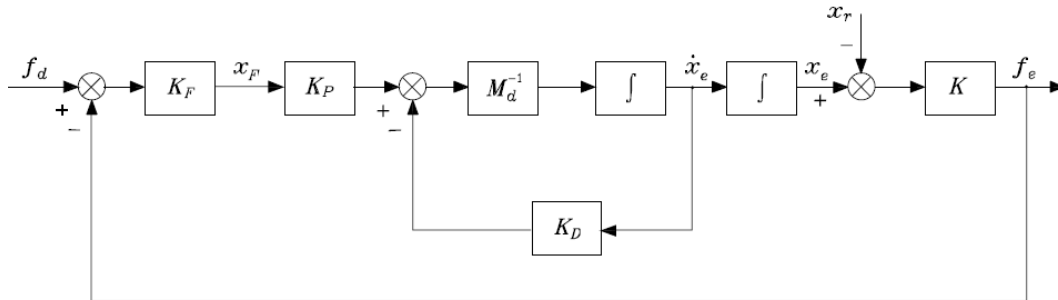 x_r
−
f_d
K_F
x_F
K_P
M_d^{-1}
∫
ẋ_e
∫
x_e
K
f_e
+
−
+
−
+
K_D